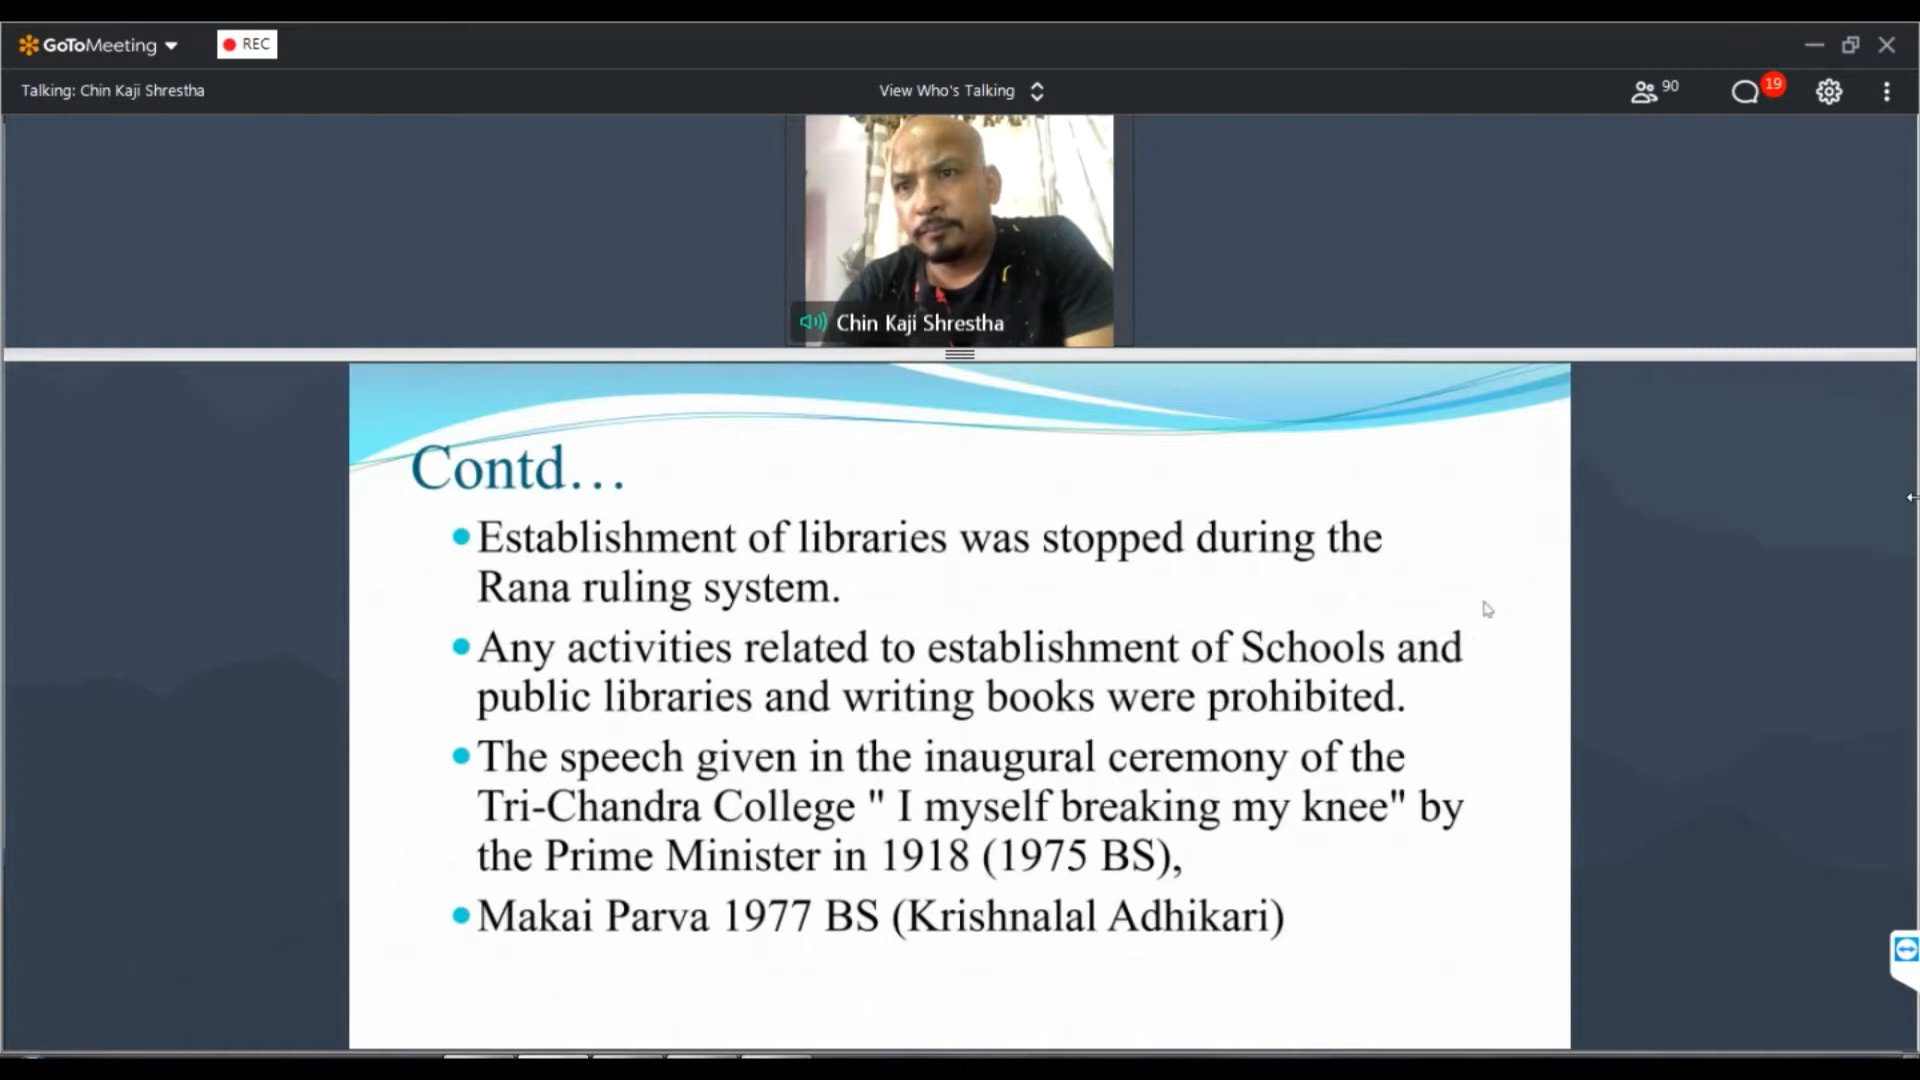 GoToMeeting
REC
Talking: Chin Kaji Shrestha
View Who's Talking
90
19
Chin Kaji Shrestha
Contd…
Establishment of libraries was stopped during the
Rana ruling system.
Any activities related to establishment of Schools and
public libraries and writing books were prohibited.
The speech given in the inaugural ceremony of the
Tri-Chandra College " I myself breaking my knee" by
the Prime Minister in 1918 (1975 BS),
Makai Parva 1977 BS (Krishnalal Adhikari)